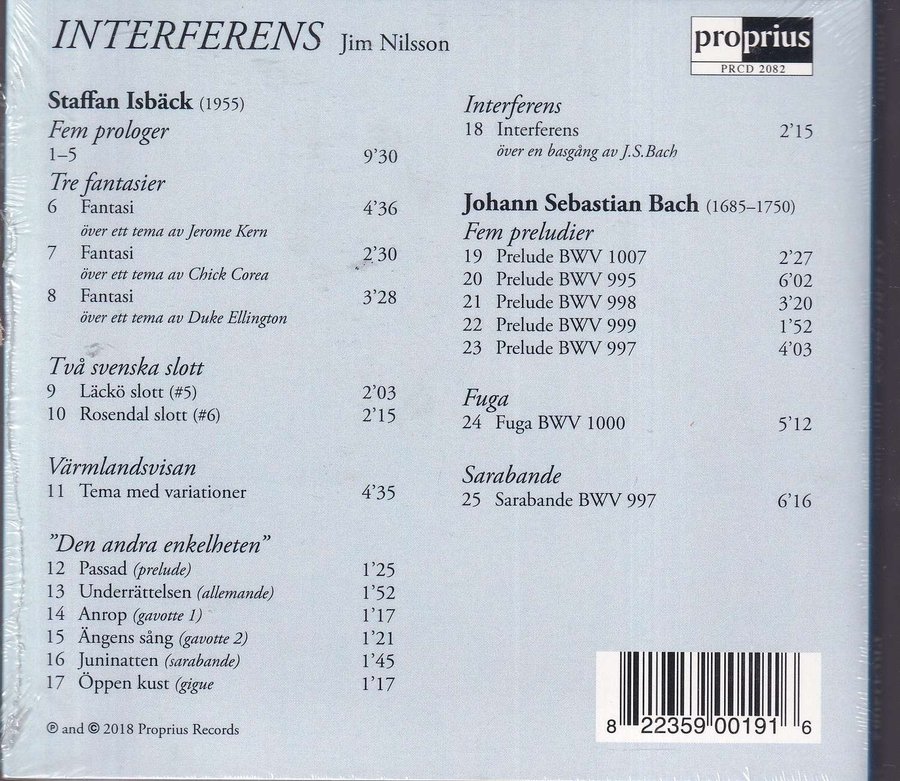 INTERFERENS Jim Nilsson
proprius
PRCD 2082
Staffan Isbäck (1955)
Fem prologer
1–5 9’30
Tre fantasier
6 Fantasi 4’36
över ett tema av Jerome Kern
7 Fantasi 2’30
över ett tema av Chick Corea
8 Fantasi 3’28
över ett tema av Duke Ellington
Två svenska slott
9 Läckö slott (#5) 2’03
10 Rosendal slott (#6) 2’15
Värmlandsvisan
11 Tema med variationer 4’35
”Den andra enkelheten”
12 Passad (prelude) 1’25
13 Underrättelsen (allemande) 1’52
14 Anrop (gavotte 1) 1’17
15 Ängens sång (gavotte 2) 1’21
16 Juninatten (sarabande) 1’45
17 Öppen kust (gigue 1’17
℗ and © 2018 Proprius Records
Interferens
18 Interferens 2’15
över en basgång av J.S.Bach
Johann Sebastian Bach (1685–1750)
Fem preludier
19 Prelude BWV 1007 2’27
20 Prelude BWV 995 6’02
21 Prelude BWV 998 3’20
22 Prelude BWV 999 1’52
23 Prelude BWV 997 4’03
Fuga
24 Fuga BWV 1000 5’12
Sarabande
25 Sarabande BWV 997 6’16
8 22359 00191 6